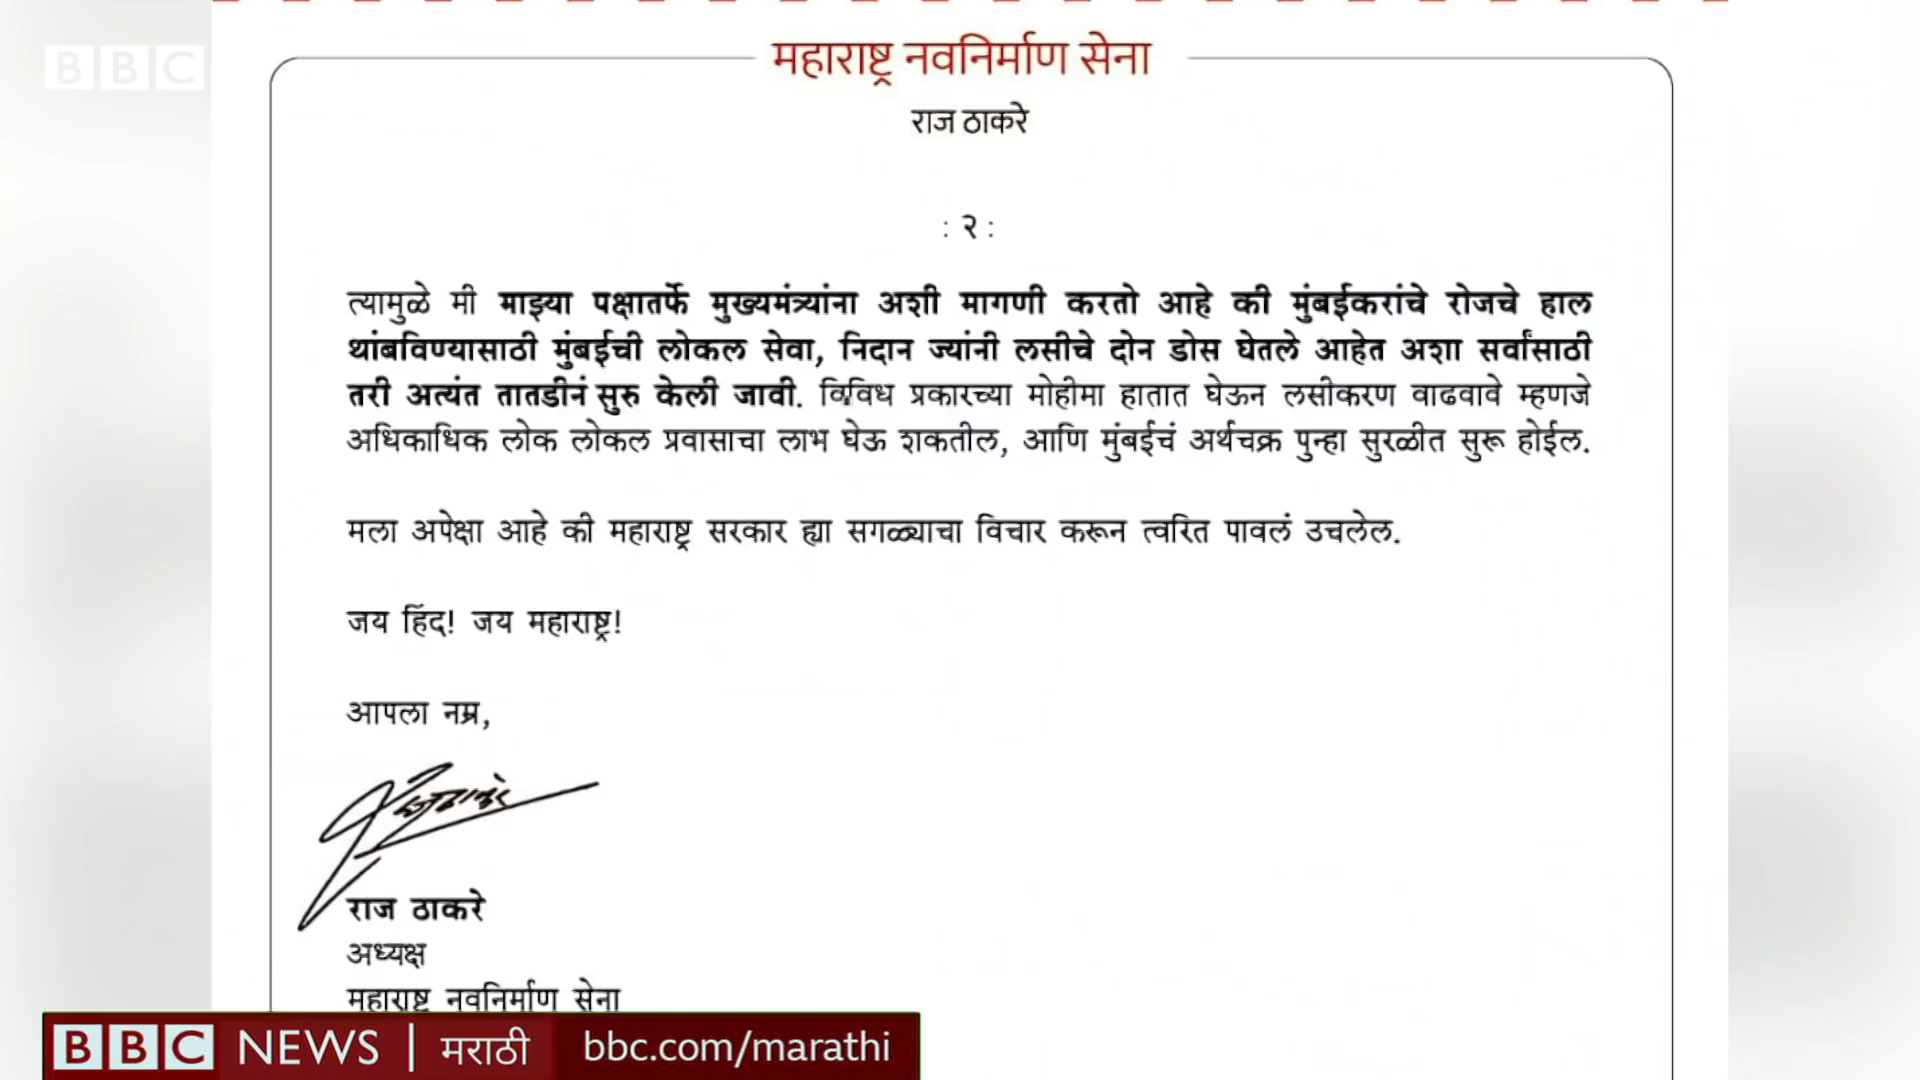 BBC
महाराष्ट्र नवनिर्माण सेना
राज ठाकरे
: २ :
त्यामुळे मी माझ्या पक्षातर्फे मुख्यमंत्र्यांना अशी मागणी करतो आहे की मुंबईकरांचे रोजचे हाल
थांबविण्यासाठी मुंबईची लोकल सेवा, निदान ज्यांनी लसीचे दोन डोस घेतले आहेत अशा सर्वांसाठी
तरी अत्यंत तातडीनं सुरु केली जावी. विविध प्रकारच्या मोहीमा हातात घेऊन लसीकरण वाढवावे म्हणजे
अधिकाधिक लोक लोकल प्रवासाचा लाभ घेऊ शकतील, आणि मुंबईचं अर्थचक्र पुन्हा सुरळीत सुरू होईल.
मला अपेक्षा आहे की महाराष्ट्र सरकार ह्या सगळ्याचा विचार करून त्वरित पावलं उचलेल.
जय हिंद! जय महाराष्ट्र!
आपला नम्र,
राज ठाकरे
अध्यक्ष
महाराष्ट्र नवनिर्माण सेना
BBC NEWS | मराठी bbc.com/marathi